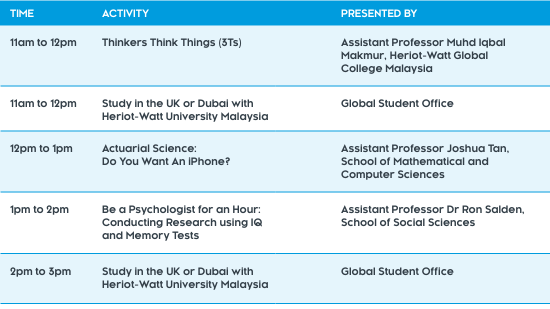 TIME ACTIVITY PRESENTED BY
11am to 12pm Thinkers Think Things (3Ts) Assistant Professor Muhd Iqbal
Makmur, Heriot-Watt Global
College Malaysia
11am to 12pm Study in the UK or Dubai with Global Student Office
Heriot-Watt University Malaysia
12pm to 1pm Actuarial Science: Assistant Professor Joshua Tan,
Do You Want An iPhone? School of Mathematical and
Computer Sciences
1pm to 2pm Be a Psychologist for an Hour: Assistant Professor Dr Ron Salden,
Conducting Research using IQ School of Social Sciences
and Memory Tests
2pm to 3pm Study in the UK or Dubai with Global Student Office
Heriot-Watt University Malaysia